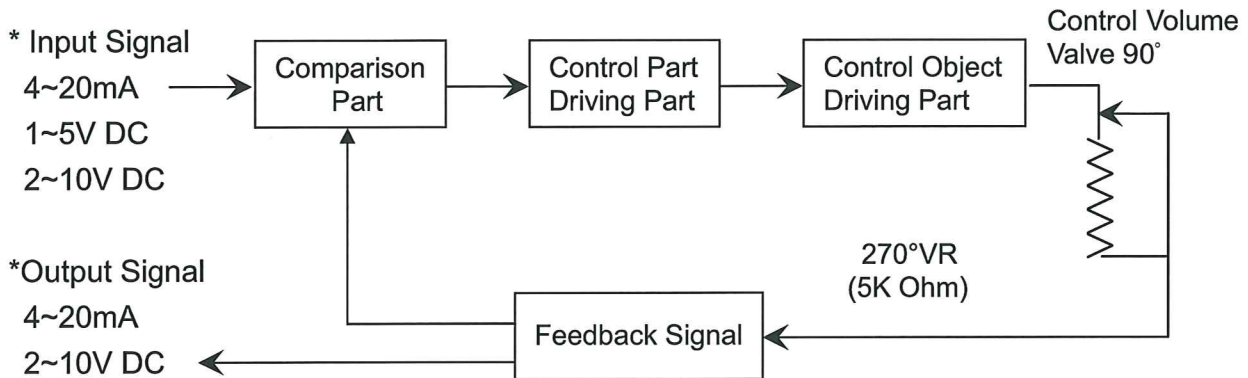 * Input Signal
4~20mA
1~5V DC
2~10V DC
Comparison
Part
Control Part
Driving Part
Control Object
Driving Part
Control Volume
Valve 90˚
270°VR
(5K Ohm)
*Output Signal
4~20mA
2~10V DC
Feedback Signal